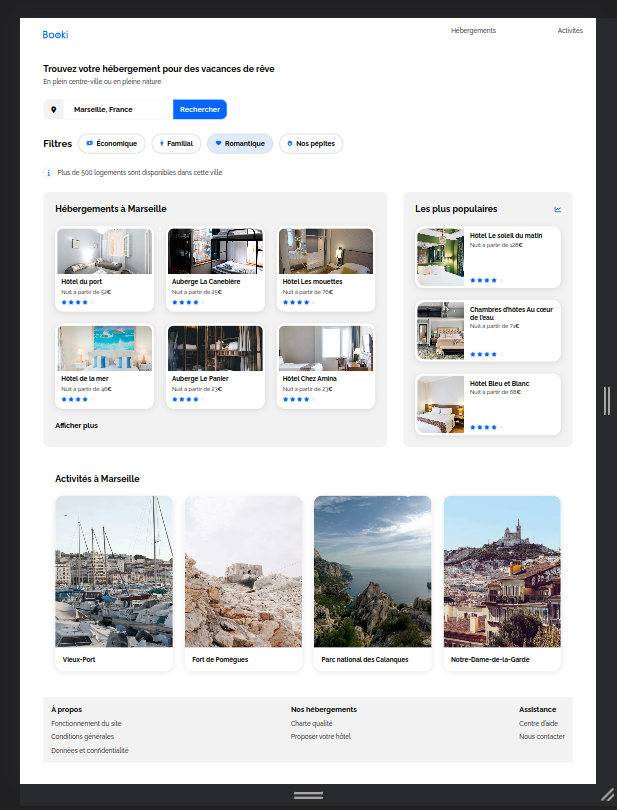 Booki
Hébergements
Activités
Trouvez votre hébergement pour des vacances de rêve
En plein centre-ville ou en pleine nature
Marseille, France
Rechercher
Filtres
Économique
Familial
Romantique
Nos pépites
Plus de 500 logements sont disponibles dans cette ville
Hébergements à Marseille
Hôtel du port
Nuit à partir de 52€
Auberge La Canebière
Nuit à partir de 25€
Hôtel Les mouettes
Nuit à partir de 76€
Hôtel de la mer
Nuit à partir de 46€
Auberge Le Panier
Nuit à partir de 23€
Hôtel Chez Amina
Nuit à partir de 23€
Afficher plus
Les plus populaires
Hôtel Le soleil du matin
Nuit à partir de 128€
Chambres d'hôtes Au cœur
de l'eau
Nuit à partir de 71€
Hôtel Bleu et Blanc
Nuit à partir de 68€
Activités à Marseille
Vieux-Port
Fort de Pomègues
Parc national des Calanques
Notre-Dame-de-la-Garde
À propos
Fonctionnement du site
Conditions générales
Données et confidentialité
Nos hébergements
Charte qualité
Proposer votre hôtel
Assistance
Centre d'aide
Nous contacter